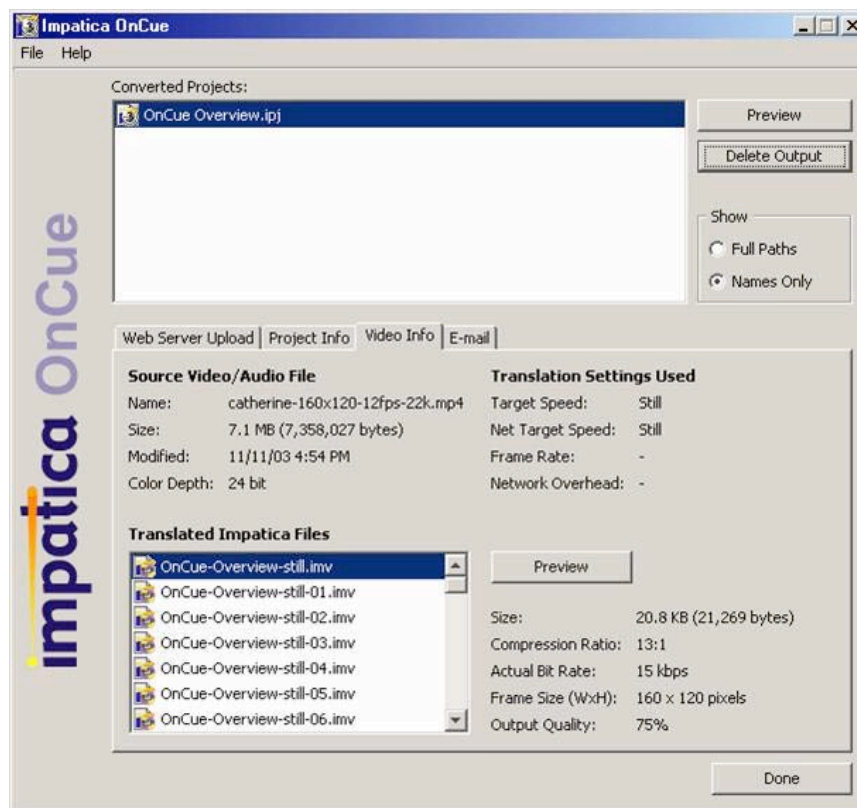 Impatica OnCue
File Help
Converted Projects:
OnCue Overview.ipj
Preview
Delete Output
Show
Full Paths
Names Only
impatica OnCue
Web Server Upload Project Info Video Info E-mail
Source Video/Audio File
Name: catherine-160x120-12fps-22k.mp4
Size: 7.1 MB (7,358,027 bytes)
Modified: 11/11/03 4:54 PM
Color Depth: 24 bit
Translation Settings Used
Target Speed: Still
Net Target Speed: Still
Frame Rate: -
Network Overhead: -
Translated Impatica Files
OnCue-Overview-still.imv
OnCue-Overview-still-01.imv
OnCue-Overview-still-02.imv
OnCue-Overview-still-03.imv
OnCue-Overview-still-04.imv
OnCue-Overview-still-05.imv
OnCue-Overview-still-06.imv
Preview
Size: 20.8 KB (21,269 bytes)
Compression Ratio: 13:1
Actual Bit Rate: 15 kbps
Frame Size (WxH): 160 x 120 pixels
Output Quality: 75%
Done